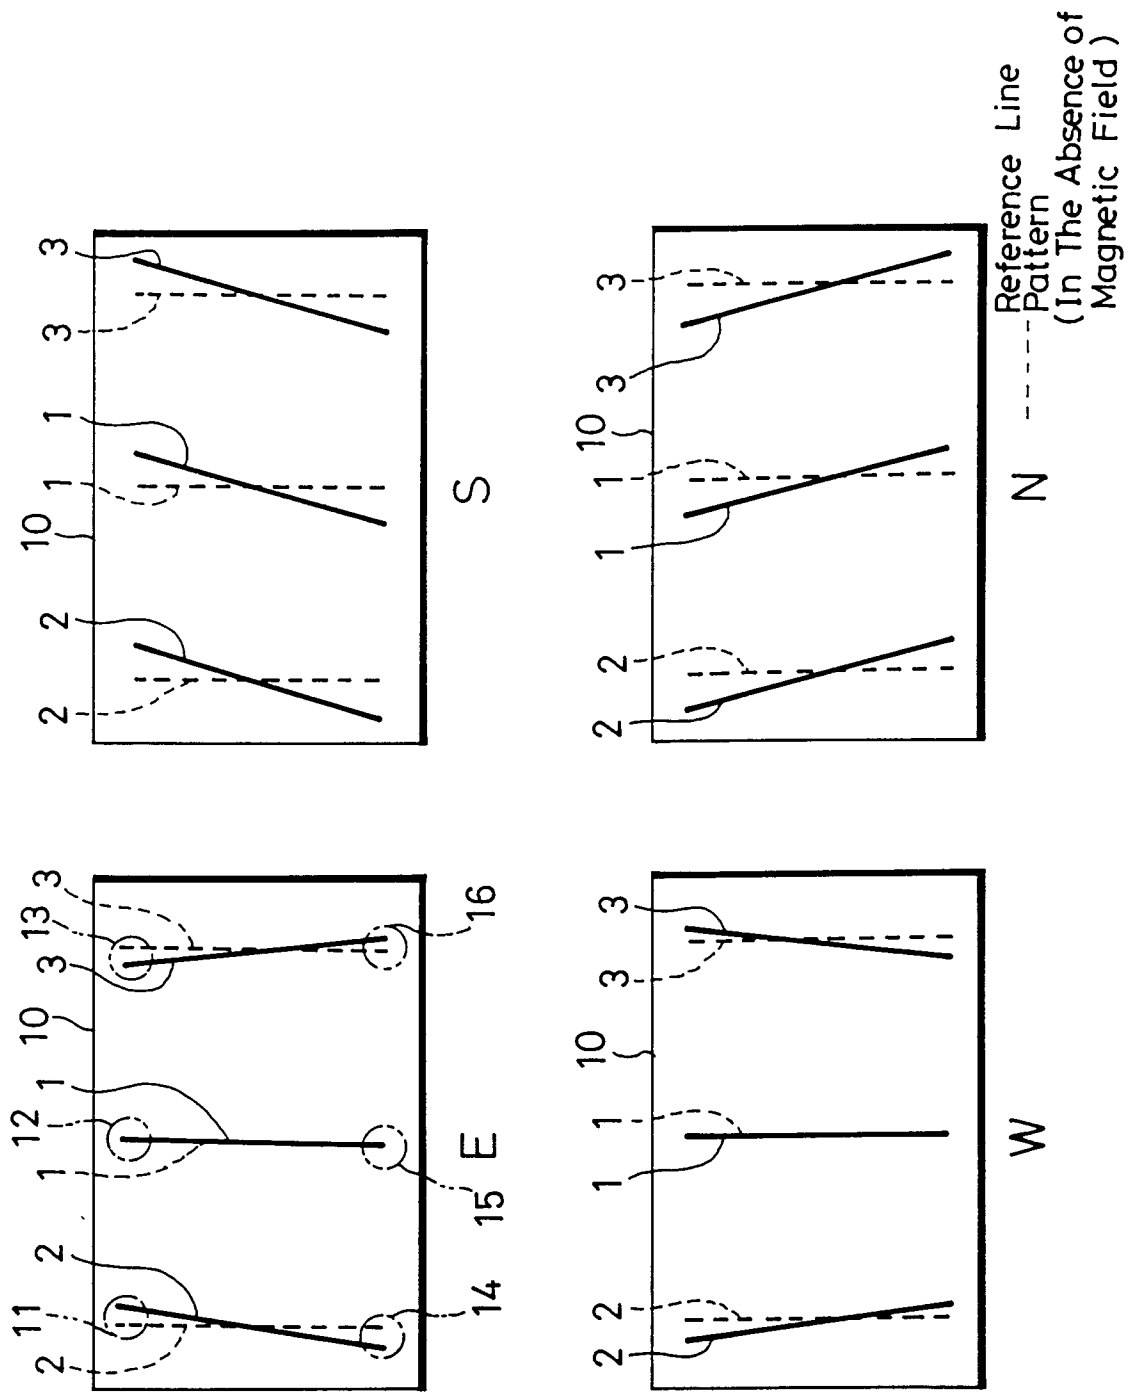 11 12 10 13
2 2 1 1 3 3
14 15 16
E
10
2 2 1 1 3 3
S
10
2 2 1 1 3 3
W
10
2 2 1 1 3 3
N
Reference Line
Pattern
(In The Absence of
Magnetic Field)